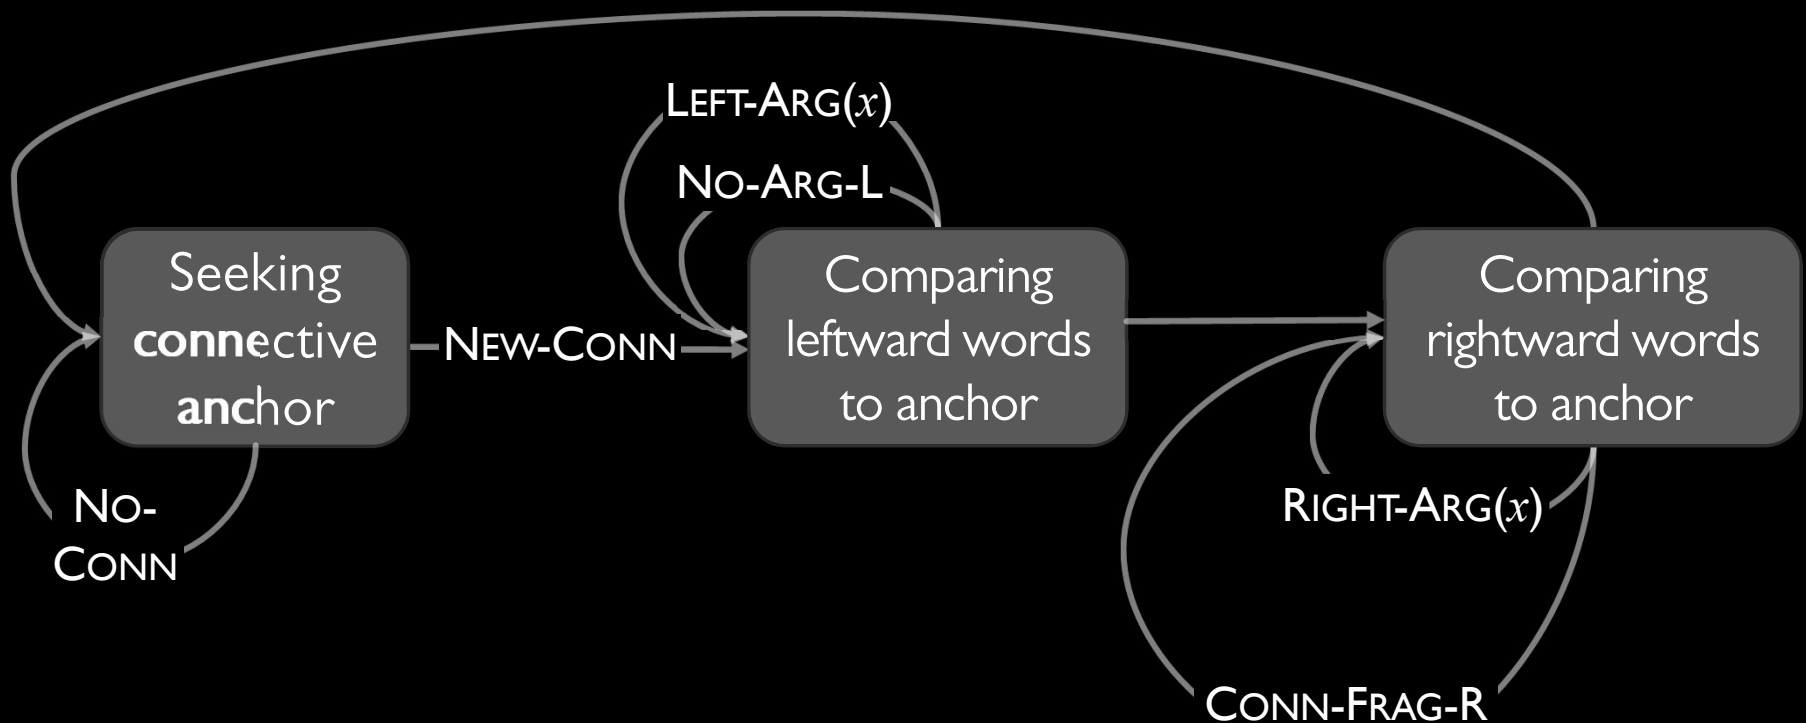 LEFT-ARG(x)
NO-ARG-L
Seeking
connective
anchor
NEW-CONN
Comparing
leftward words
to anchor
Comparing
rightward words
to anchor
NO-
CONN
RIGHT-ARG(x)
CONN-FRAG-R